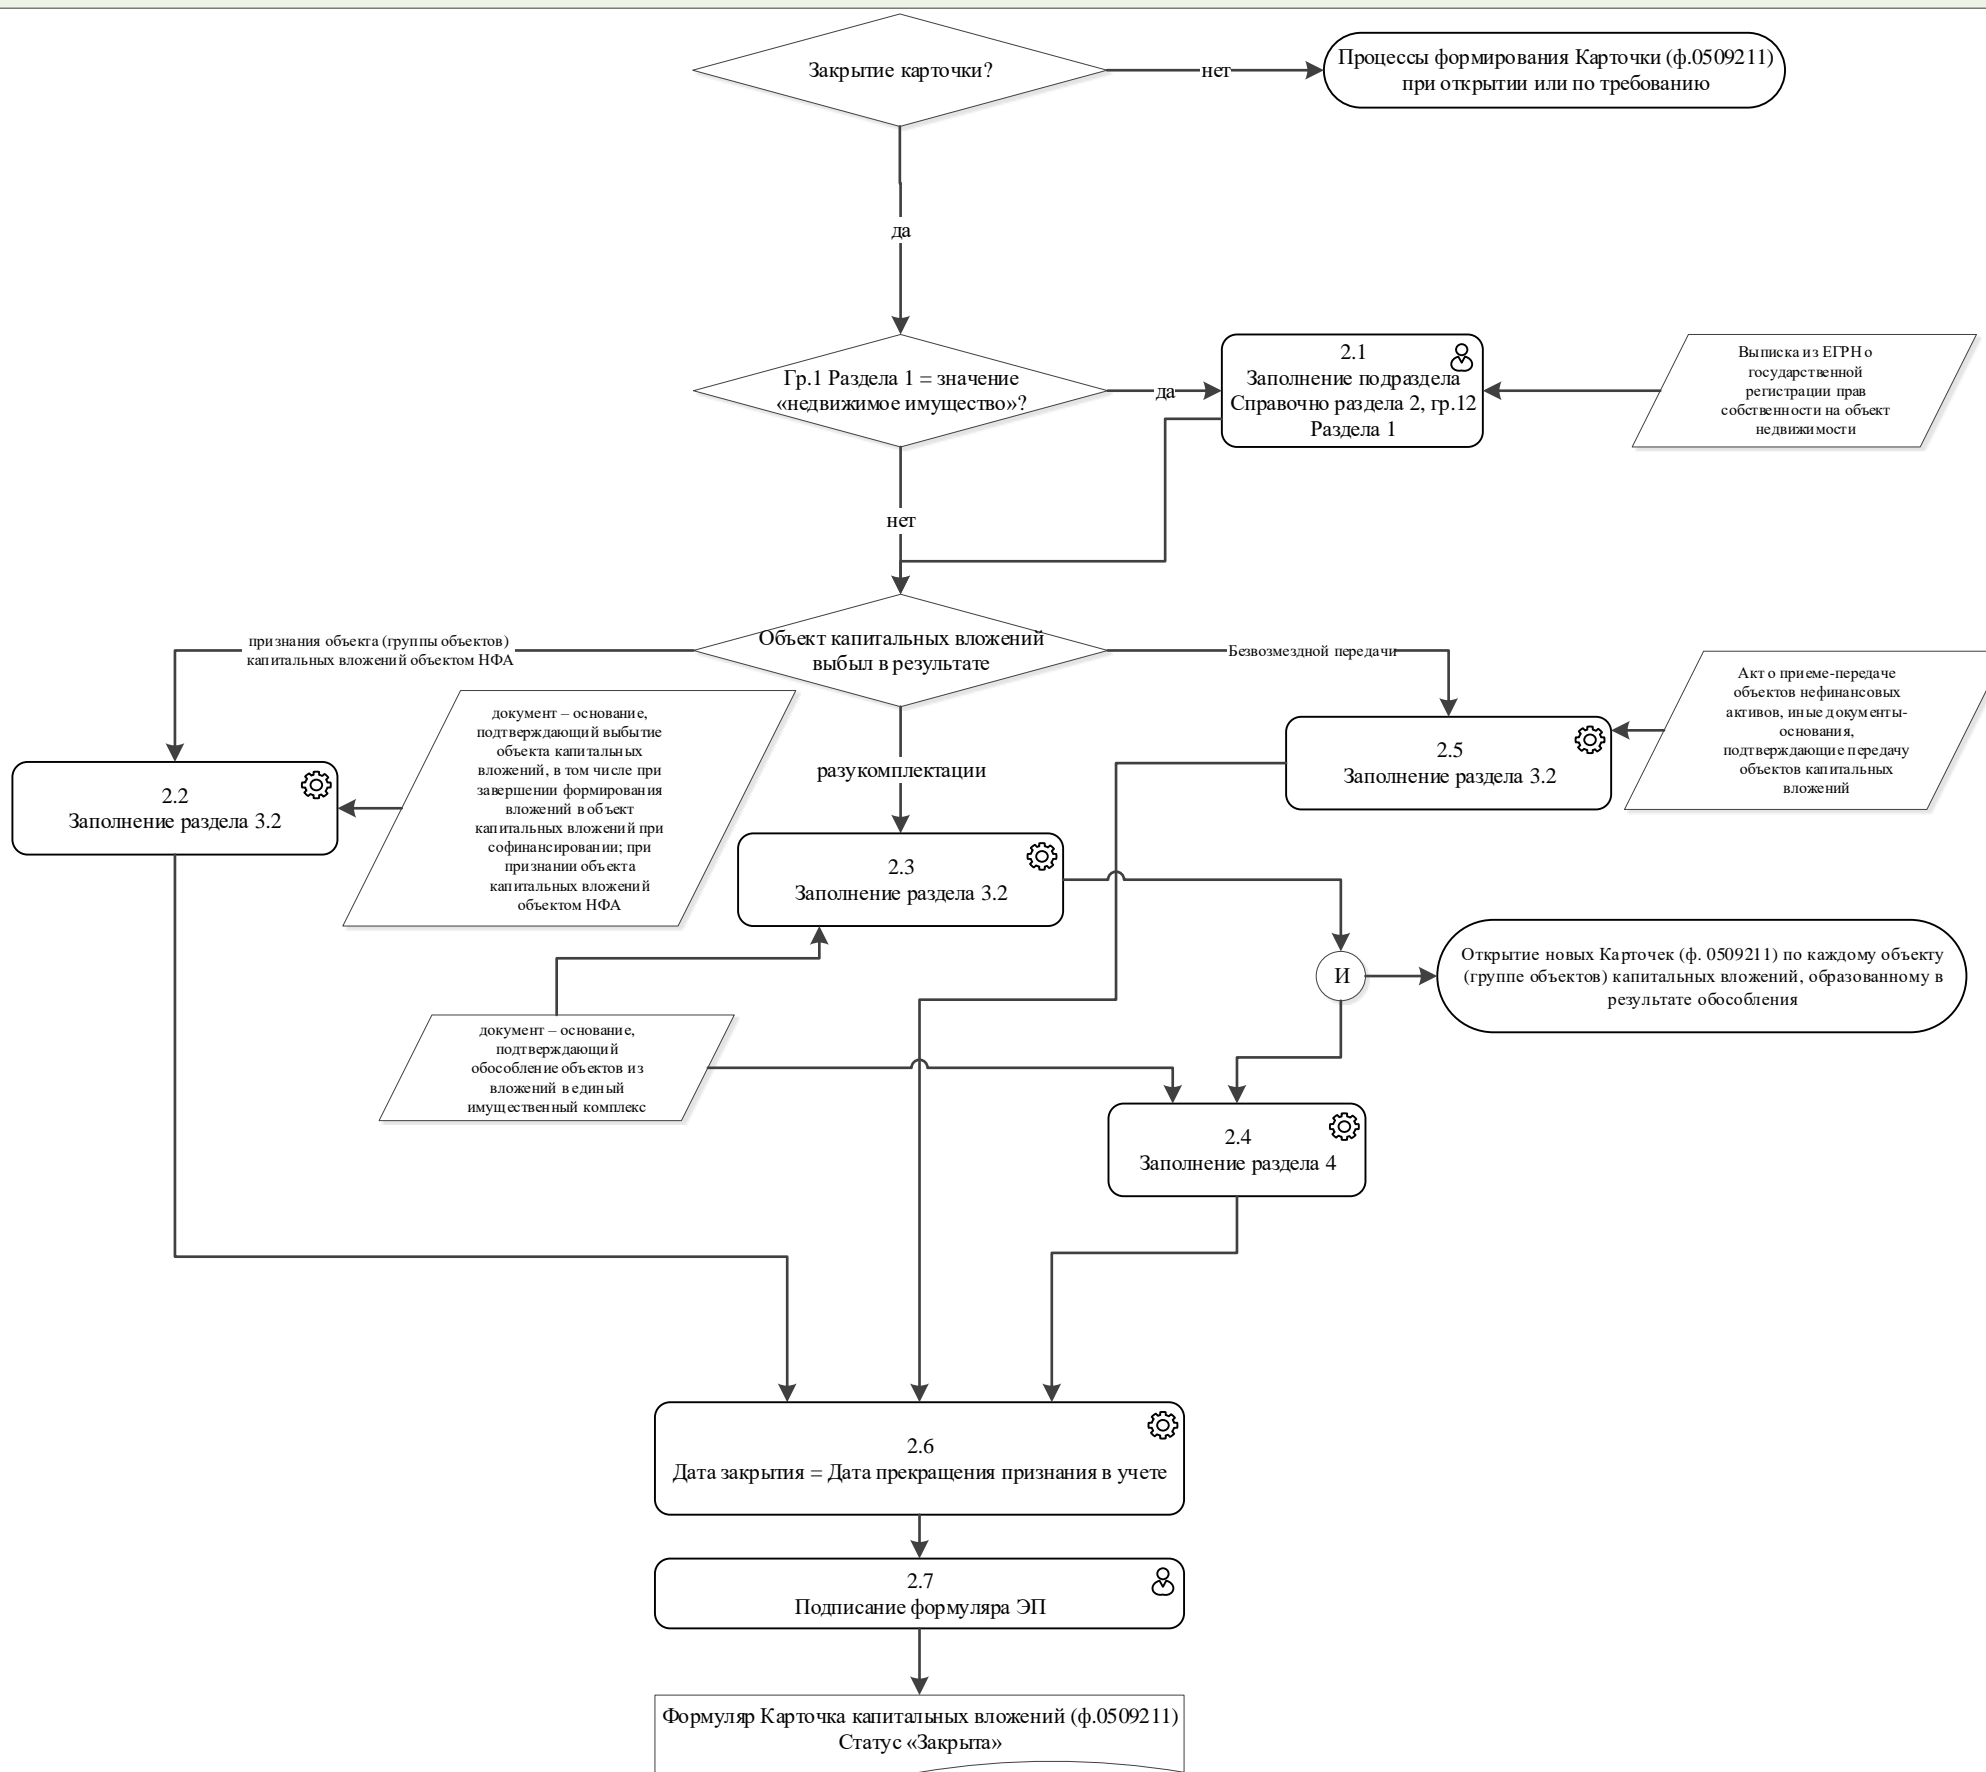 Закрытие карточки?
нет
Процессы формирования Карточки (ф.0509211)
при открытии или по требованию
да
Гр.1 Раздела 1 = значение
«недвижимое имущество»?
да
2.1
Заполнение подраздела
Справочно раздела 2, гр.12
Раздела 1
Выписка из ЕГРН о
государственной
регистрации прав
собственности на объект
недвижимости
нет
Объект капитальных вложений
выбыл в результате
признания объекта (группы объектов)
капитальных вложений объектом НФА
Безвозмездной передачи
разукомплектации
документ – основание,
подтверждающий выбытие
объекта капитальных
вложений, в том числе при
завершении формирования
вложений в объект
капитальных вложений при
софинансировании; при
признании объекта
капитальных вложений
объектом НФА
Акт о приеме-передаче
объектов нефинансовых
активов, иные документы-
основания,
подтверждающие передачу
объектов капитальных
вложений
2.5
Заполнение раздела 3.2
2.2
Заполнение раздела 3.2
2.3
Заполнение раздела 3.2
И
Открытие новых Карточек (ф. 0509211) по каждому объекту
(группе объектов) капитальных вложений, образованному в
результате обособления
документ – основание,
подтверждающий
обособление объектов из
вложений в единый
имущественный комплекс
2.4
Заполнение раздела 4
2.6
Дата закрытия = Дата прекращения признания в учете
2.7
Подписание формуляра ЭП
Формуляр Карточка капитальных вложений (ф.0509211)
Статус «Закрыта»